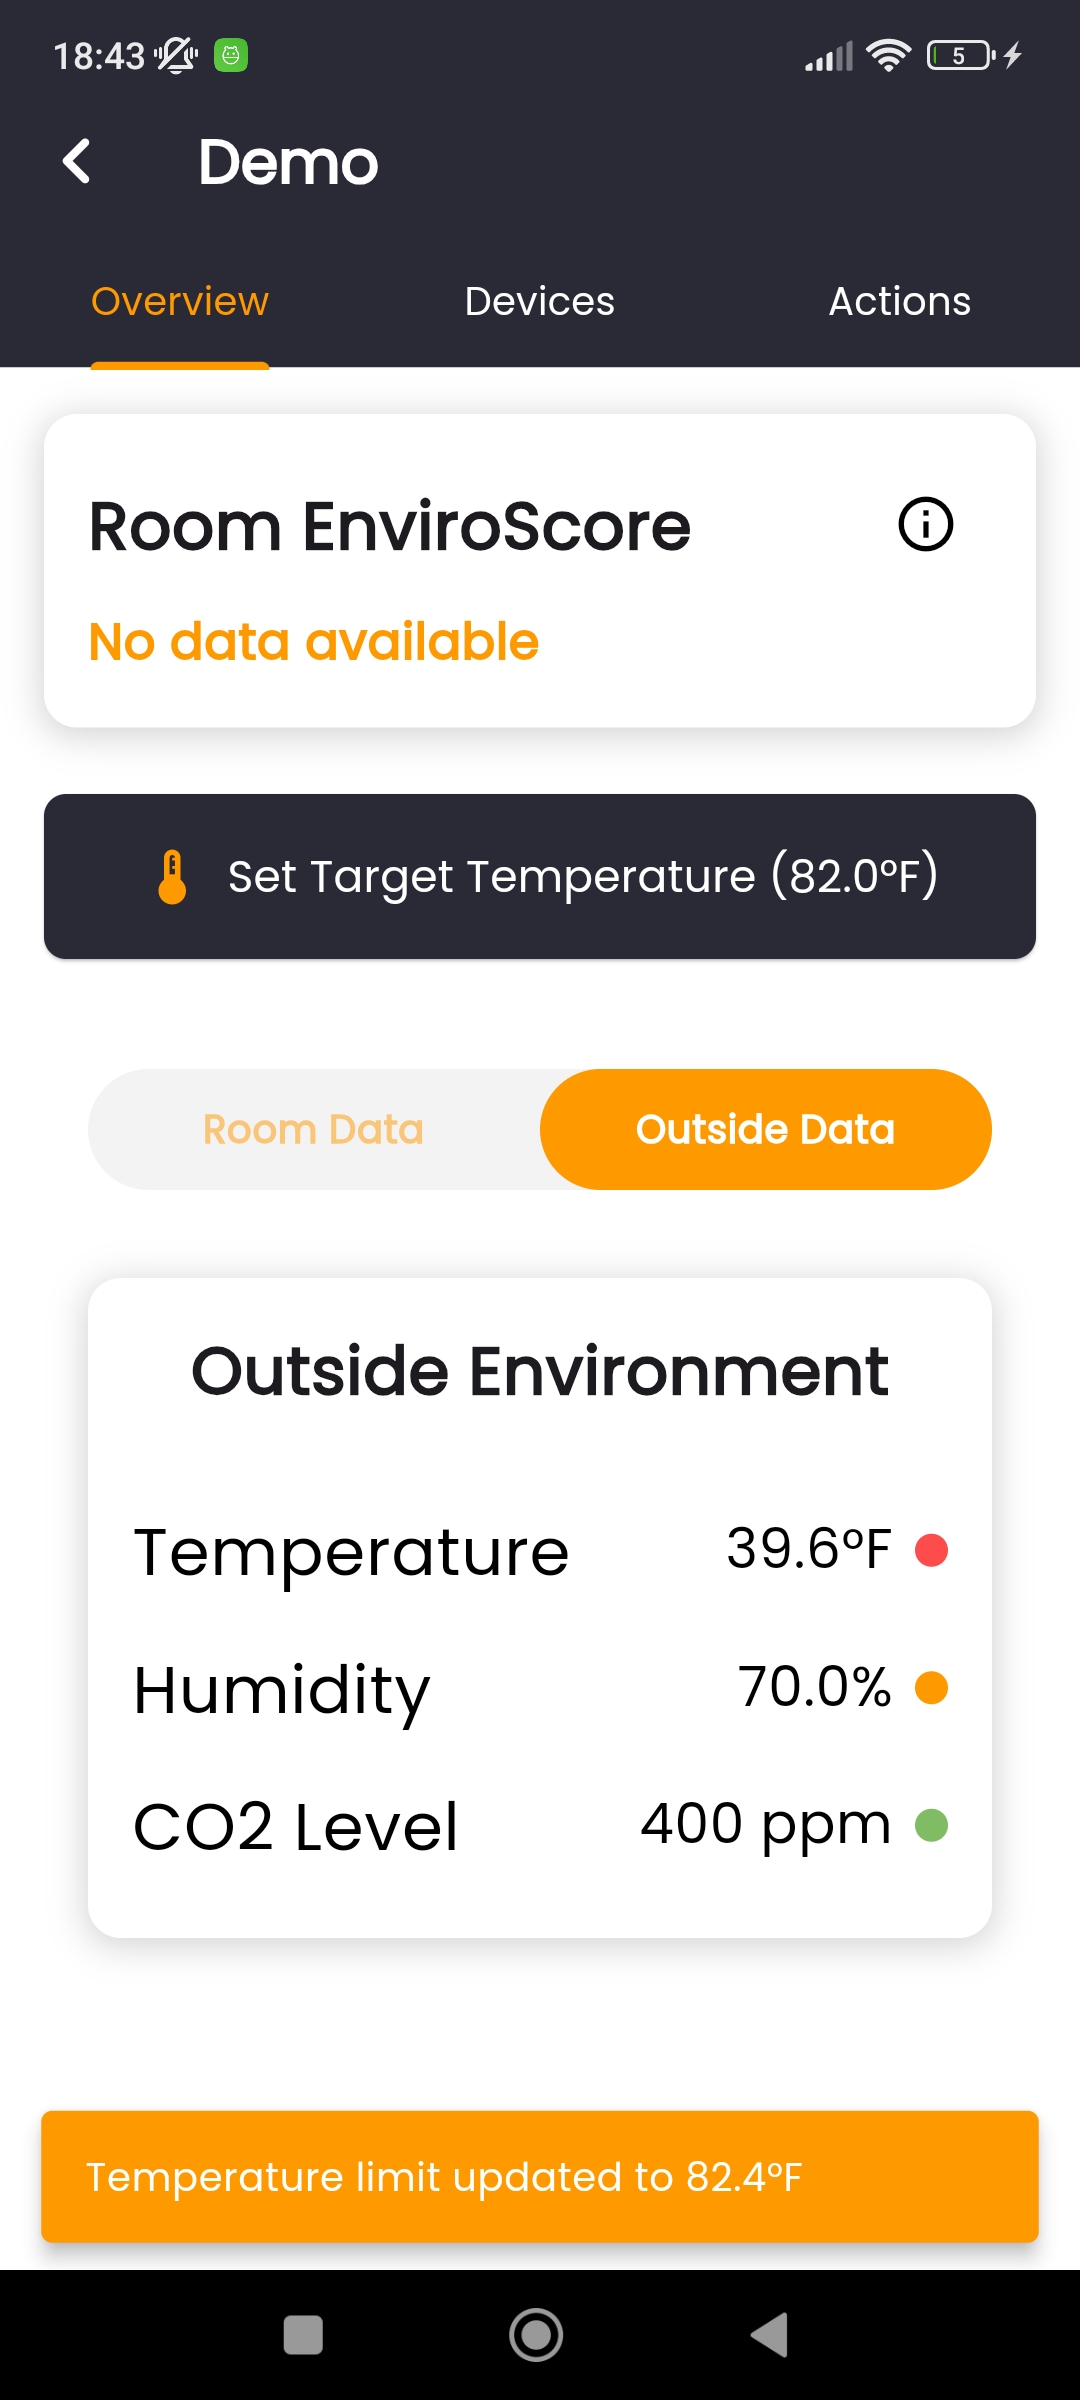 18:43
5
Demo
Overview Devices Actions
Room EnviroScore
No data available
Set Target Temperature (82.0°F)
Room Data Outside Data
Outside Environment
Temperature 39.6°F
Humidity 70.0%
CO2 Level 400 ppm
Temperature limit updated to 82.4°F